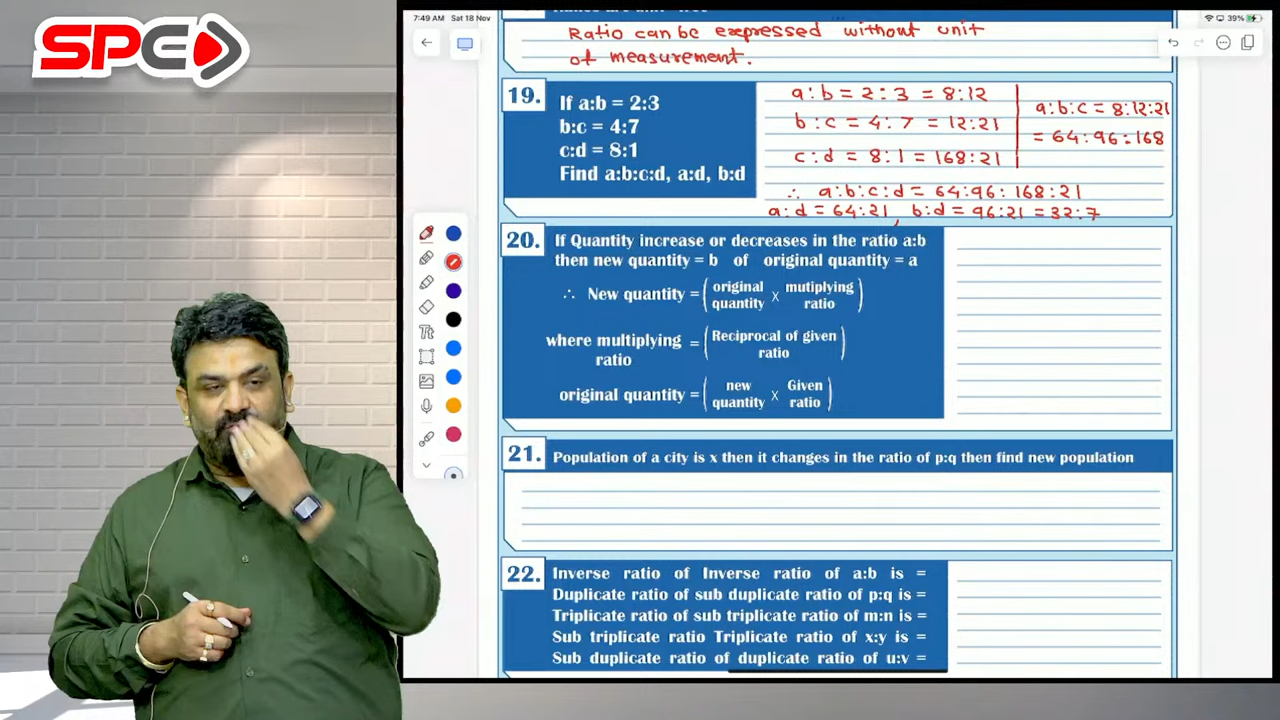 SPE
7:49 AM Sat 18 Nov
39%
Ratio can be expressed without unit
of measurement.
19.
If a:b = 2:3
b:c = 4:7
c:d = 8:1
Find a:b:c:d, a:d, b:d
a:b = 2:3 = 8:12
b:c = 4:7 = 12:21
c:d = 8:1 = 168:21
a:b:c = 8:12:21
= 64:96:168
∴ a:b:c:d = 64:96:168:21
a:d = 64:21, b:d = 96:21 = 32:7
20.
If Quantity increase or decreases in the ratio a:b
then new quantity = b of original quantity = a
∴ New quantity = (original quantity x mutiplying ratio)
where multiplying ratio = (Reciprocal of given ratio)
original quantity = (new quantity x Given ratio)
21.
Population of a city is x then it changes in the ratio of p:q then find new population
22.
Inverse ratio of Inverse ratio of a:b is =
Duplicate ratio of sub duplicate ratio of p:q is =
Triplicate ratio of sub triplicate ratio of m:n is =
Sub triplicate ratio Triplicate ratio of x:y is =
Sub duplicate ratio of duplicate ratio of u:v =
Tt